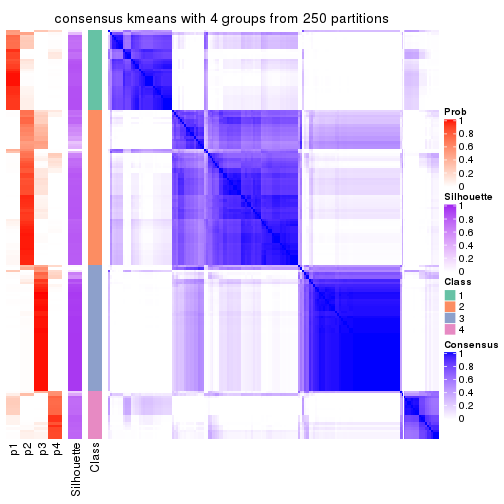 consensus kmeans with 4 groups from 250 partitions
Prob
1
0.8
0.6
0.4
0.2
0
Silhouette
1
0.8
0.6
0.4
0.2
0
Class
1
2
3
4
Consensus
1
0.8
0.6
0.4
0.2
0
p1
p2
p3
p4
Silhouette
Class